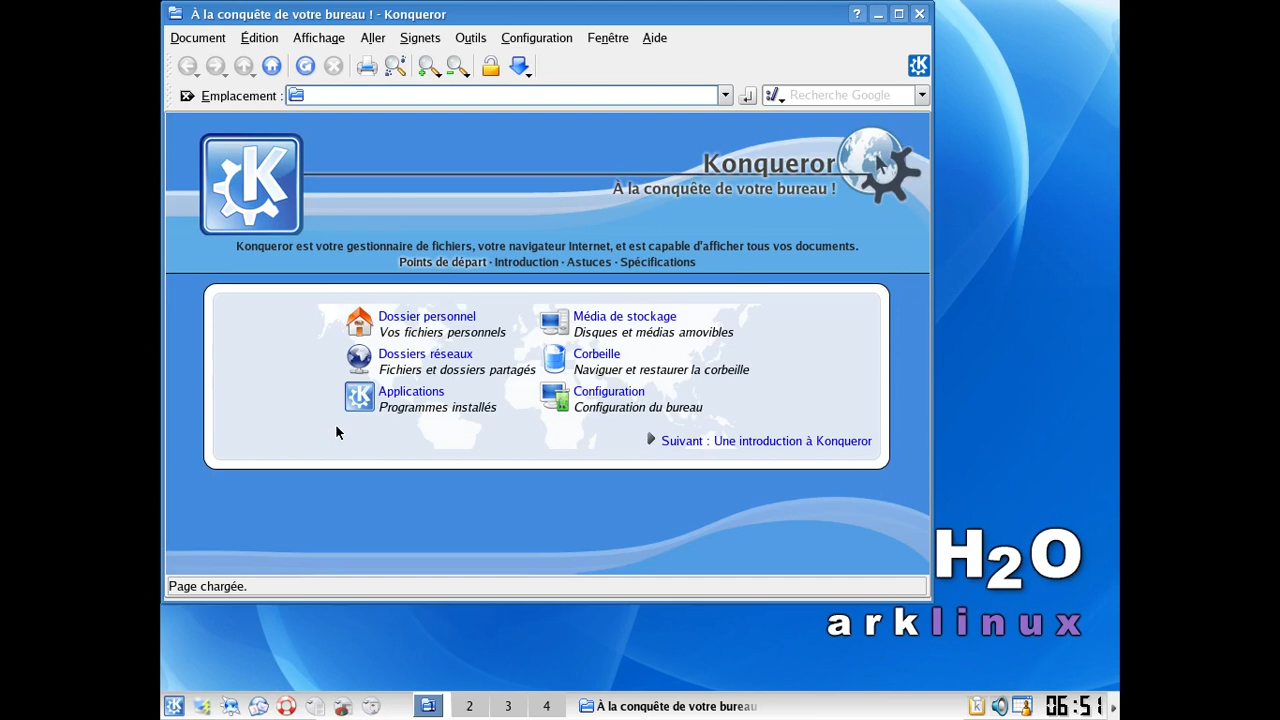 À la conquête de votre bureau ! - Konqueror
Document Édition Affichage Aller Signets Outils Configuration Fenêtre Aide
Emplacement : Recherche Google
Konqueror
À la conquête de votre bureau !
Konqueror est votre gestionnaire de fichiers, votre navigateur Internet, et est capable d'afficher tous vos documents.
Points de départ · Introduction · Astuces · Spécifications
Dossier personnel
Vos fichiers personnels
Média de stockage
Disques et médias amovibles
Dossiers réseaux
Fichiers et dossiers partagés
Corbeille
Naviguer et restaurer la corbeille
Applications
Programmes installés
Configuration
Configuration du bureau
Suivant : Une introduction à Konqueror
Page chargée.
H2O
arklinux
2 3 4 À la conquête de votre bureau 06:51